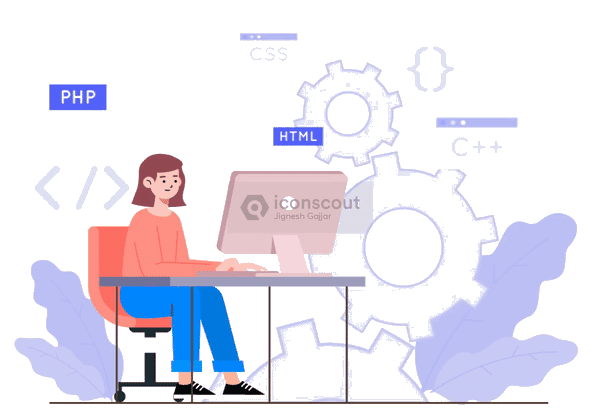 CSS
PHP
HTML
C++
</>
{}
iconscout
Jignesh Gajjar